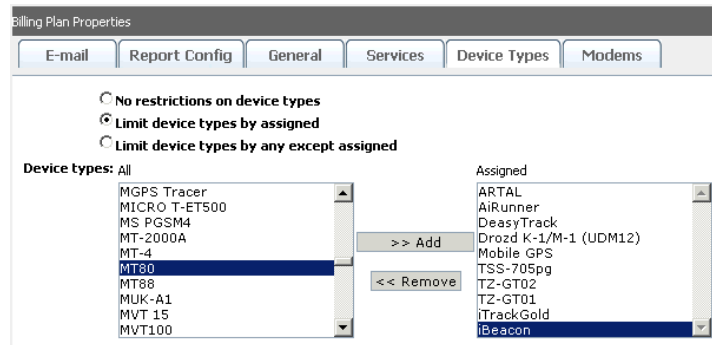 Billing Plan Properties
E-mail Report Config General Services Device Types Modems
No restrictions on device types
Limit device types by assigned
Limit device types by any except assigned
Device types: All
MGPS Tracer
MICRO T-ET500
MS PGSM4
MT-2000A
MT-4
MT80
MT88
MUK-A1
MVT 15
MVT100
>> Add
<< Remove
Assigned
ARTAL
AiRunner
DeasyTrack
Drozd K-1/M-1 (UDM12)
Mobile GPS
TSS-705pg
TZ-GT02
TZ-GT01
iTrackGold
iBeacon